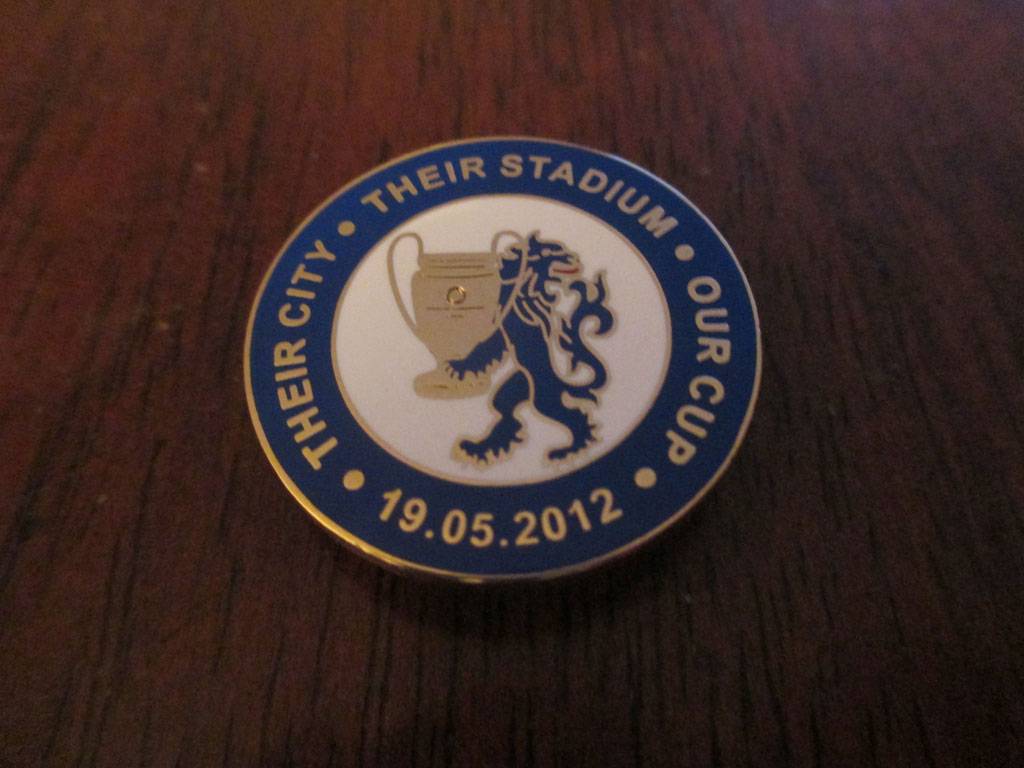 THEIR CITY • THEIR STADIUM • OUR CUP •
19.05.2012 •